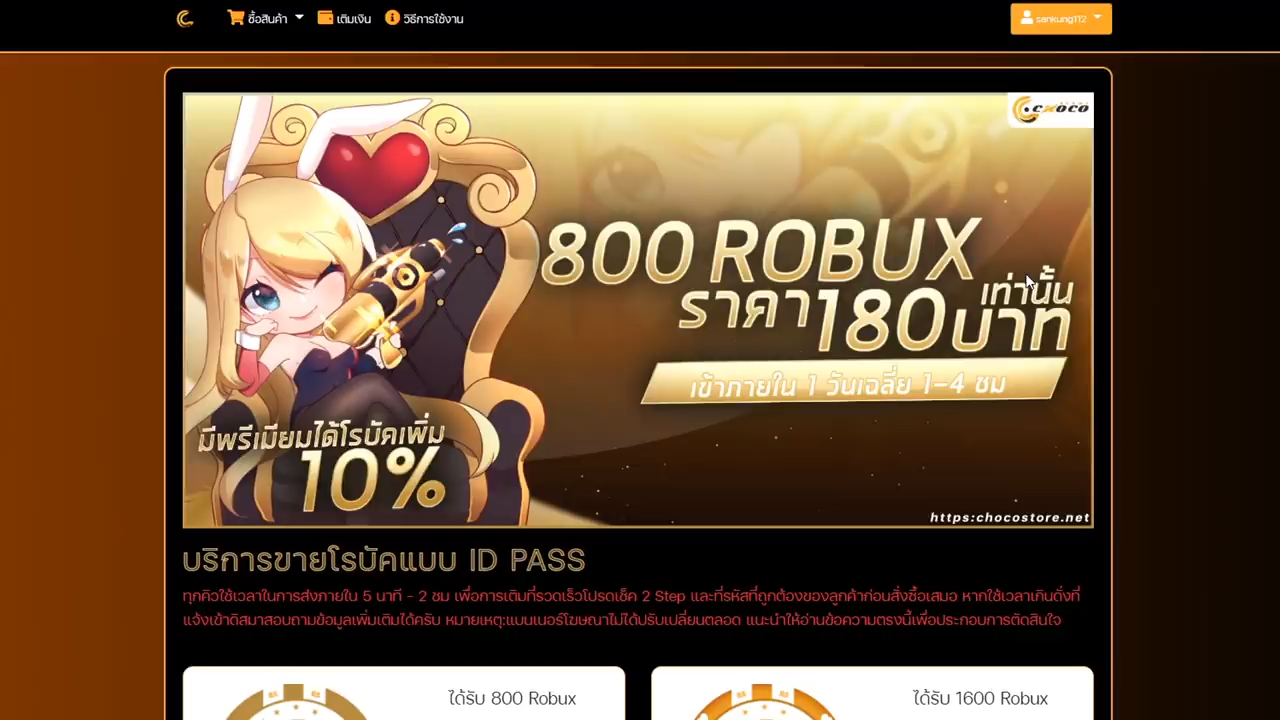 ซื้อสินค้า เติมเงิน วิธีการใช้งาน sankung112
CHOCO
800 ROBUX
ราคา 180 บาท
เท่านั้น
เข้าภายใน 1 วันเฉลี่ย 1-4 ชม
มีพรีเมียมได้โรบัคเพิ่ม
10%
https:chocostore.net
บริการขายโรบัคแบบ ID PASS
ทุกคิวใช้เวลาในการส่งภายใน 5 นาที - 2 ชม เพื่อการเติมที่รวดเร็วโปรดเช็ค 2 Step และที่รหัสที่ถูกต้องของลูกค้าก่อนสั่งซื้อเสมอ หากใช้เวลาเกินดั่งที่
แจ้งเข้าดิสมาสอบถามข้อมูลเพิ่มเติมได้ครับ หมายเหตุ:แบนเนอร์โฆษณาไม่ได้ปรับเปลี่ยนตลอด แนะนำให้อ่านข้อความตรงนี้เพื่อประกอบการตัดสินใจ
ได้รับ 800 Robux
ได้รับ 1600 Robux